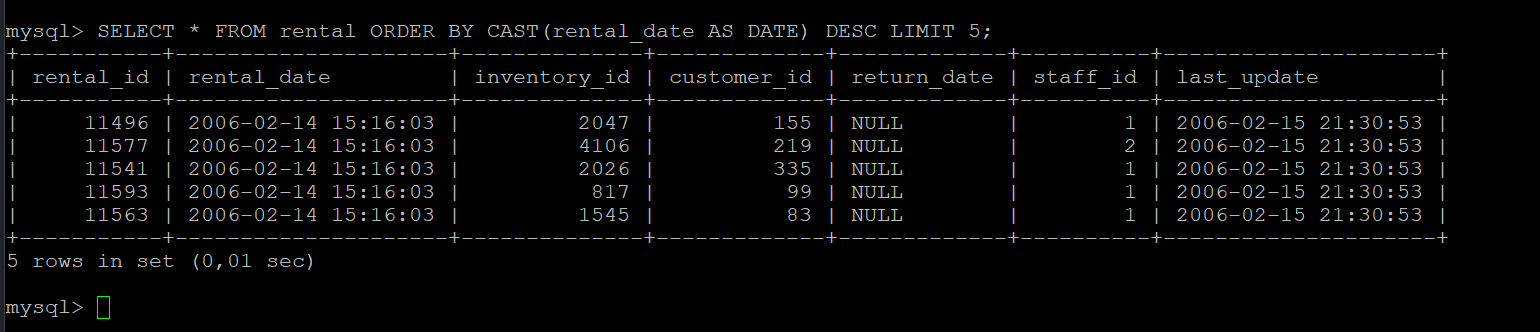 mysql> SELECT * FROM rental ORDER BY CAST(rental_date AS DATE) DESC LIMIT 5;
+-----------+---------------------+--------------+-------------+-------------+----------+---------------------+
| rental_id | rental_date         | inventory_id | customer_id | return_date | staff_id | last_update         |
+-----------+---------------------+--------------+-------------+-------------+----------+---------------------+
|     11496 | 2006-02-14 15:16:03 |         2047 |         155 | NULL        |        1 | 2006-02-15 21:30:53 |
|     11577 | 2006-02-14 15:16:03 |         4106 |         219 | NULL        |        2 | 2006-02-15 21:30:53 |
|     11541 | 2006-02-14 15:16:03 |         2026 |         335 | NULL        |        1 | 2006-02-15 21:30:53 |
|     11593 | 2006-02-14 15:16:03 |          817 |          99 | NULL        |        1 | 2006-02-15 21:30:53 |
|     11563 | 2006-02-14 15:16:03 |         1545 |          83 | NULL        |        1 | 2006-02-15 21:30:53 |
+-----------+---------------------+--------------+-------------+-------------+----------+---------------------+
5 rows in set (0,01 sec)
mysql>